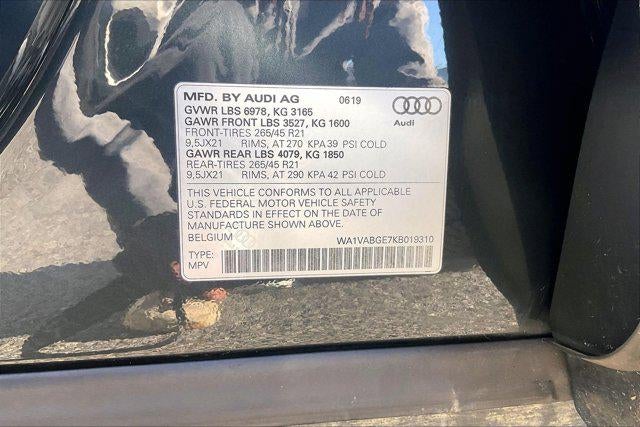 MFD. BY AUDI AG 0619
GVWR LBS 6978, KG 3165
GAWR FRONT LBS 3527, KG 1600
FRONT-TIRES 265/45 R21
9,5JX21 RIMS, AT 270 KPA 39 PSI COLD
GAWR REAR LBS 4079, KG 1850
REAR-TIRES 265/45 R21
9,5JX21 RIMS, AT 290 KPA 42 PSI COLD
Audi
THIS VEHICLE CONFORMS TO ALL APPLICABLE
U.S. FEDERAL MOTOR VEHICLE SAFETY
STANDARDS IN EFFECT ON THE DATE OF
MANUFACTURE SHOWN ABOVE.
BELGIUM WA1VABGE7KB019310
TYPE:
MPV